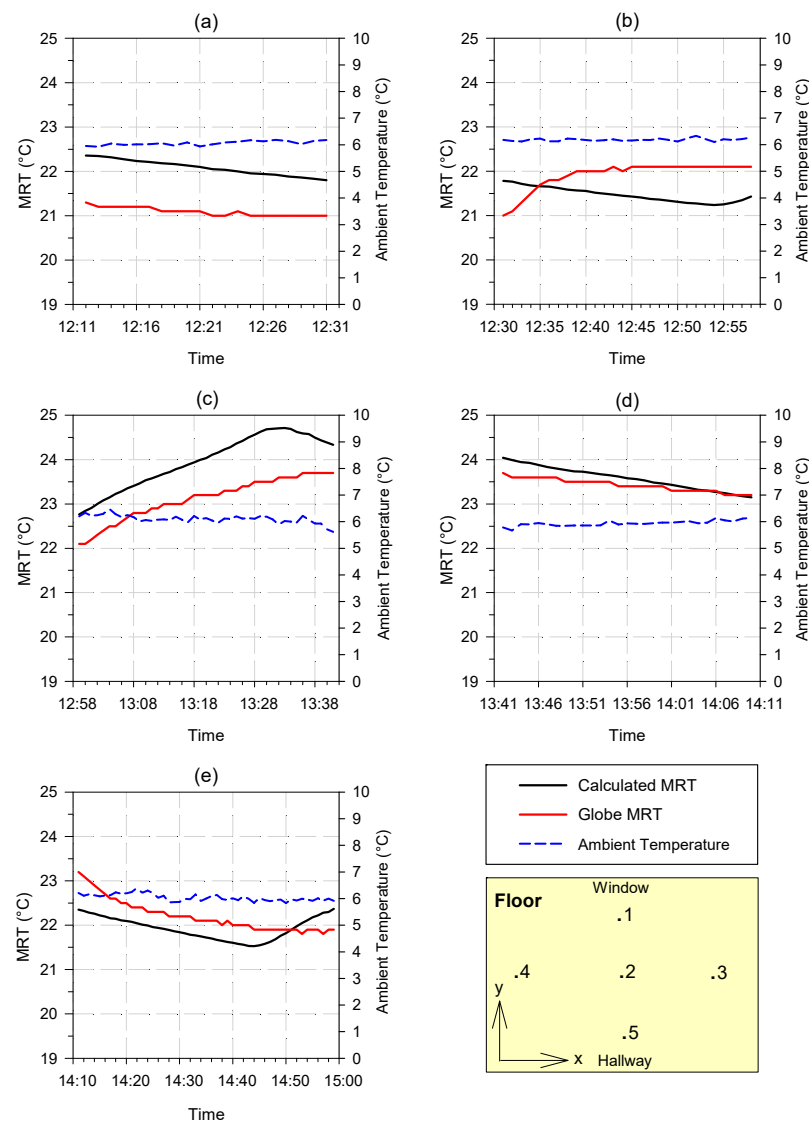 (a)
25
24
23
22
21
20
19
MRT (°C)
10
9
8
7
6
5
4
3
2
1
0
Ambient Temperature (°C)
12:11 12:16 12:21 12:26 12:31
Time
(b)
25
24
23
22
21
20
19
MRT (°C)
10
9
8
7
6
5
4
3
2
1
0
Ambient Temperature (°C)
12:30 12:35 12:40 12:45 12:50 12:55
Time
(c)
25
24
23
22
21
20
19
MRT (°C)
10
9
8
7
6
5
4
3
2
1
0
Ambient Temperature (°C)
12:58 13:08 13:18 13:28 13:38
Time
(d)
25
24
23
22
21
20
19
MRT (°C)
10
9
8
7
6
5
4
3
2
1
0
Ambient Temperature (°C)
13:41 13:46 13:51 13:56 14:01 14:06 14:11
Time
(e)
25
24
23
22
21
20
19
MRT (°C)
10
9
8
7
6
5
4
3
2
1
0
Ambient Temperature (°C)
14:10 14:20 14:30 14:40 14:50 15:00
Time
Calculated MRT
Globe MRT
Ambient Temperature
Window
Floor
.1
.4 .2 .3
y
.5
x
Hallway